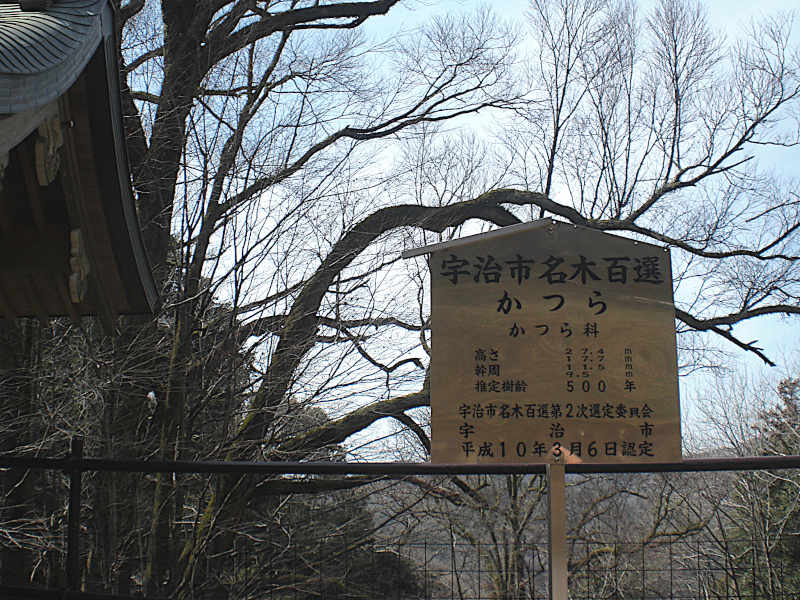 宇治市名木百選
かつら
かつら科
高さ
幹周
推定樹齢 500 年
宇治市名木百選第2次選定委員会
宇治市
平成10年3月6日認定